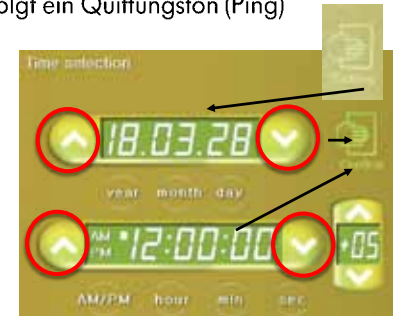 olgt ein Quittungston (Ping)
Time selection
18.03.28
year month day
AM
PM
12:00:00
+05
AM/PM hour min sec